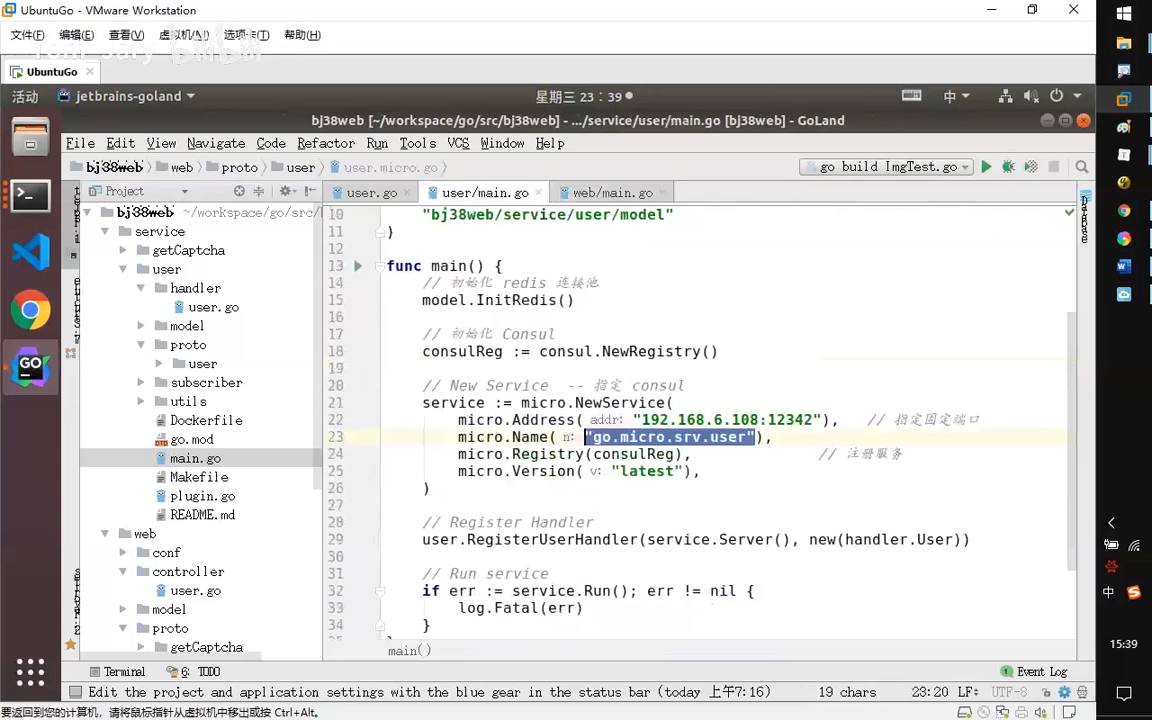 UbuntuGo - VMware Workstation
文件(F) 编辑(E) 查看(V) 虚拟机(M) 选项卡(T) 帮助(H)
UbuntuGo
活动 jetbrains-goland 星期三 23:39 中
bj38web [~/workspace/go/src/bj38web] - .../service/user/main.go [bj38web] - GoLand
File Edit View Navigate Code Refactor Run Tools VCS Window Help
bj38web web proto user user.micro.go go build ImgTest.go
Project user.go user/main.go web/main.go
bj38web ~/workspace/go/src/
service
getCaptcha
user
handler
user.go
model
proto
user
subscriber
utils
Dockerfile
go.mod
main.go
Makefile
plugin.go
README.md
web
conf
controller
user.go
model
proto
getCaptcha
10 "bj38web/service/user/model"
11 )
12
13 func main() {
14 // 初始化 redis 连接池
15 model.InitRedis()
16
17 // 初始化 Consul
18 consulReg := consul.NewRegistry()
19
20 // New Service -- 指定 consul
21 service := micro.NewService(
22 micro.Address( addr: "192.168.6.108:12342"), // 指定固定端口
23 micro.Name( n: "go.micro.srv.user"),
24 micro.Registry(consulReg), // 注册服务
25 micro.Version( v: "latest"),
26 )
27
28 // Register Handler
29 user.RegisterUserHandler(service.Server(), new(handler.User))
30
31 // Run service
32 if err := service.Run(); err != nil {
33 log.Fatal(err)
34 }
main()
Terminal 6: TODO Event Log
Edit the project and application settings with the blue gear in the status bar (today 上午7:16) 19 chars 23:20 LF UTF-8
要返回到您的计算机，请将鼠标指针从虚拟机中移出或按 Ctrl+Alt。
Database
中
15:39